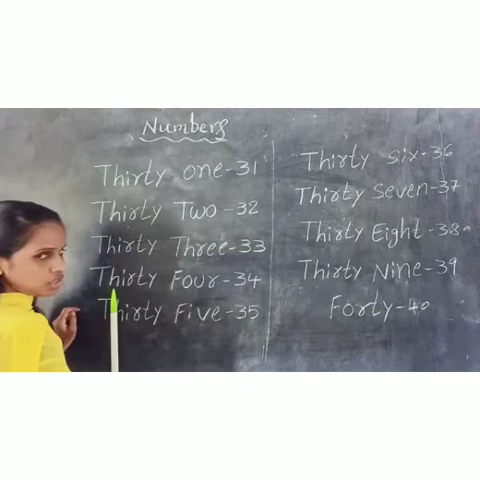 Numbers
Thirty one-31
Thirty Two-32
Thirty Three-33
Thirty Four-34
Thirty Five-35
Thirty Six-36
Thirty Seven-37
Thirty Eight-38
Thirty Nine-39
Forty-40